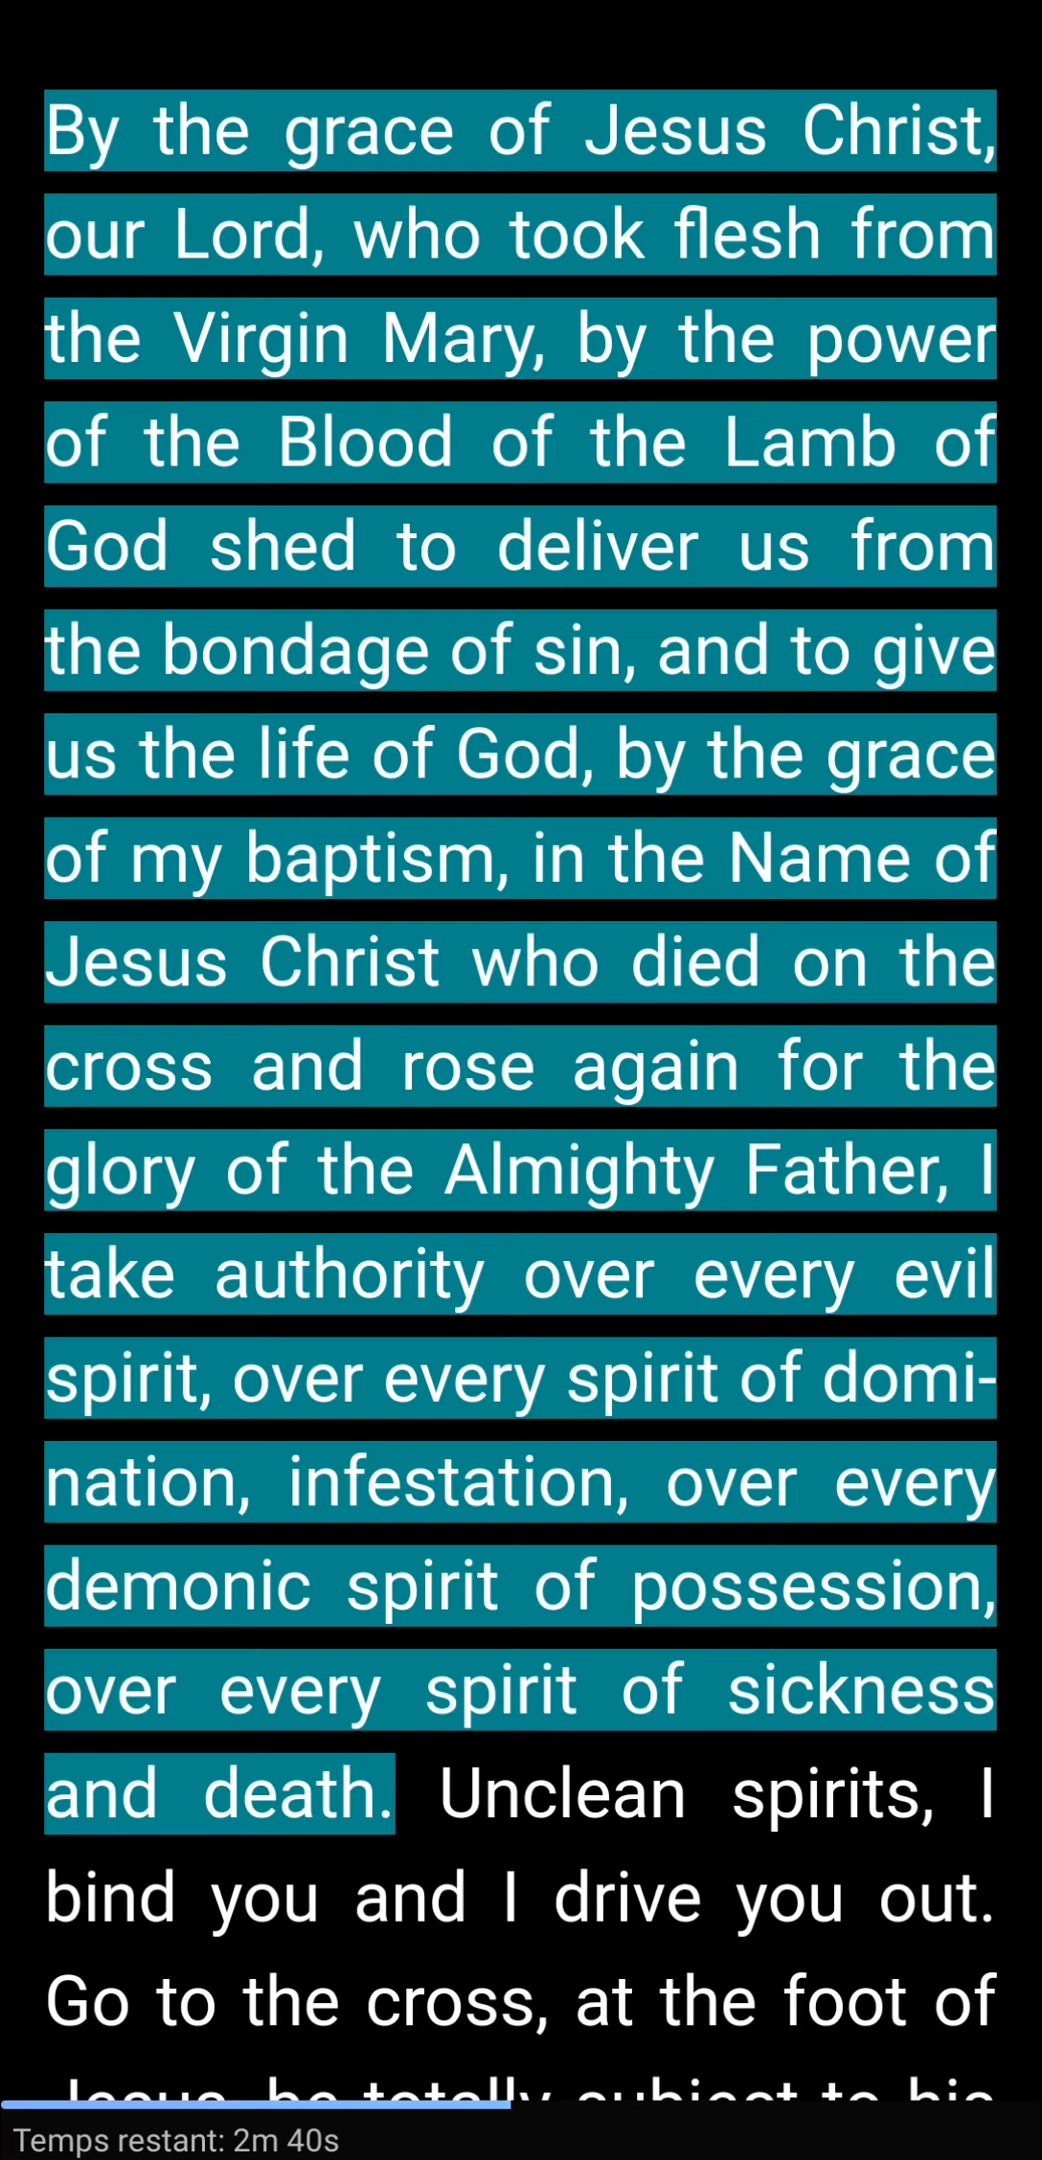 By the grace of Jesus Christ,
our Lord, who took flesh from
the Virgin Mary, by the power
of the Blood of the Lamb of
God shed to deliver us from
the bondage of sin, and to give
us the life of God, by the grace
of my baptism, in the Name of
Jesus Christ who died on the
cross and rose again for the
glory of the Almighty Father, I
take authority over every evil
spirit, over every spirit of domi-
nation, infestation, over every
demonic spirit of possession,
over every spirit of sickness
and death. Unclean spirits, I
bind you and I drive you out.
Go to the cross, at the foot of
Jesus, be totally subject to his
Temps restant: 2m 40s